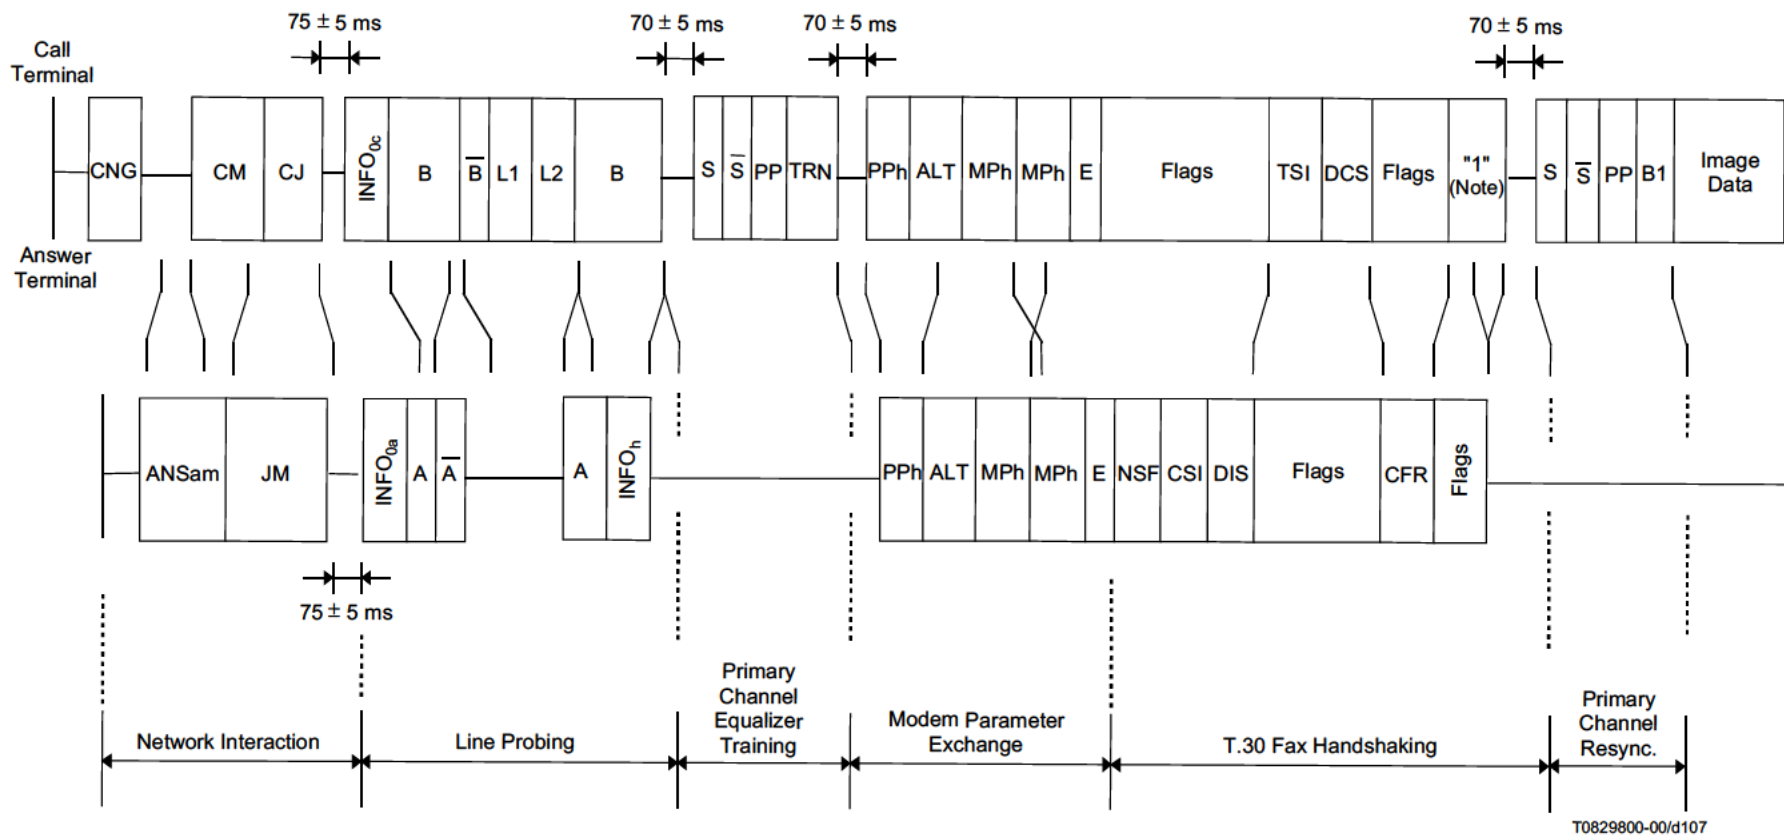 75 ± 5 ms
70 ± 5 ms
70 ± 5 ms
70 ± 5 ms
Call
Terminal
CNG
CM
CJ
INFO0c
B
B̅
L1
L2
B
S
S̅
PP
TRN
PPh
ALT
MPh
MPh
E
Flags
TSI
DCS
Flags
"1"
(Note)
S
S̅
PP
B1
Image
Data
Answer
Terminal
ANSam
JM
INFO0a
A
A̅
A
INFOh
PPh
ALT
MPh
MPh
E
NSF
CSI
DIS
Flags
CFR
Flags
75 ± 5 ms
Network Interaction
Line Probing
Primary
Channel
Equalizer
Training
Modem Parameter
Exchange
T.30 Fax Handshaking
Primary
Channel
Resync.
T0829800-00/d107